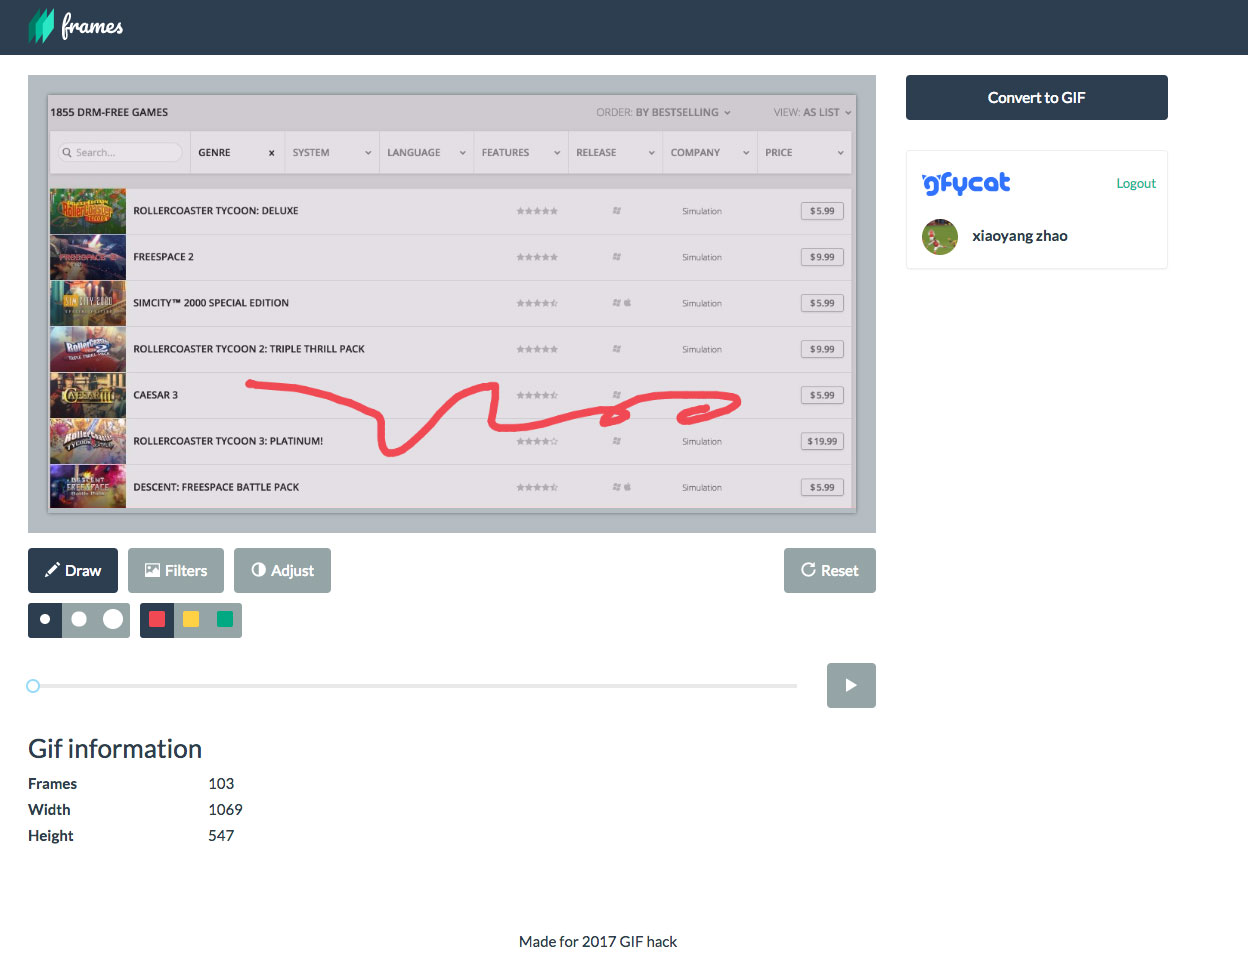 frames
1855 DRM-FREE GAMES ORDER: BY BESTSELLING VIEW: AS LIST
Search... GENRE × SYSTEM LANGUAGE FEATURES RELEASE COMPANY PRICE
ROLLERCOASTER TYCOON: DELUXE Simulation $5.99
FREESPACE 2 Simulation $9.99
SIMCITY™ 2000 SPECIAL EDITION Simulation $5.99
ROLLERCOASTER TYCOON 2: TRIPLE THRILL PACK Simulation $9.99
CAESAR 3 Simulation $5.99
ROLLERCOASTER TYCOON 3: PLATINUM! Simulation $19.99
DESCENT: FREESPACE BATTLE PACK Simulation $5.99
Convert to GIF
gfycat Logout
xiaoyang zhao
Draw Filters Adjust Reset
Gif information
Frames 103
Width 1069
Height 547
Made for 2017 GIF hack